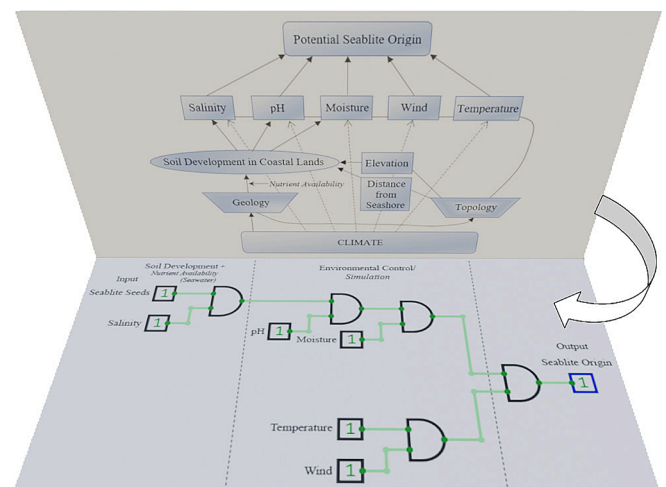 Potential Seablite Origin
Salinity
pH
Moisture
Wind
Temperature
Soil Development in Coastal Lands
Elevation
Nutrient Availability
Distance
from
Seashore
Geology
Topology
CLIMATE
Soil Development +
Nutrient Availability
(Seawater)
Environmental Control/
Simulation
Input
Seablite Seeds
1
Salinity
1
pH
1
Moisture
1
Output
Seablite Origin
1
Temperature
1
Wind
1